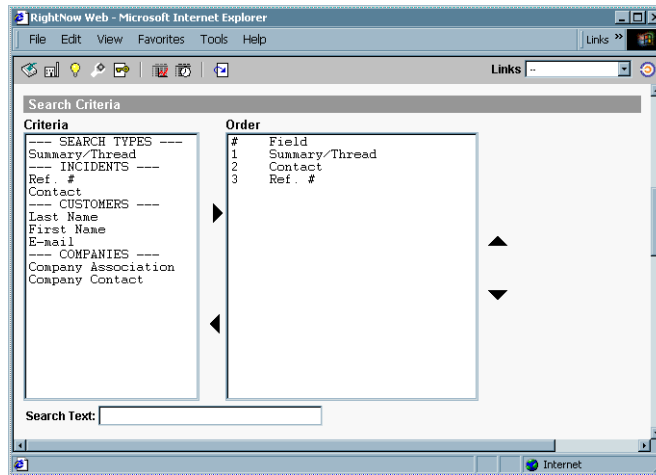 RightNow Web - Microsoft Internet Explorer
File Edit View Favorites Tools Help Links »
Links --
Search Criteria
Criteria
--- SEARCH TYPES ---
Summary/Thread
--- INCIDENTS ---
Ref. #
Contact
--- CUSTOMERS ---
Last Name
First Name
E-mail
--- COMPANIES ---
Company Association
Company Contact
Order
# Field
1 Summary/Thread
2 Contact
3 Ref. #
Search Text:
Internet